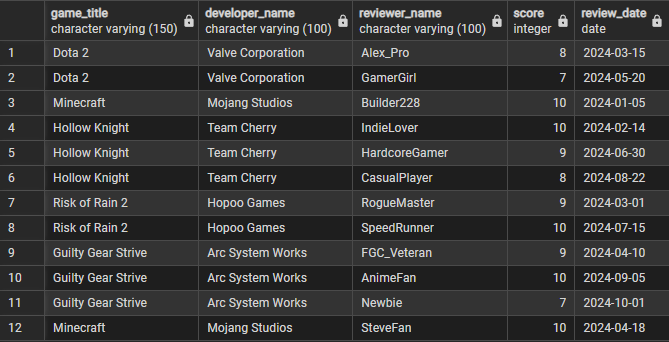 game_title developer_name reviewer_name score review_date
character varying (150) character varying (100) character varying (100) integer date
1 Dota 2 Valve Corporation Alex_Pro 8 2024-03-15
2 Dota 2 Valve Corporation GamerGirl 7 2024-05-20
3 Minecraft Mojang Studios Builder228 10 2024-01-05
4 Hollow Knight Team Cherry IndieLover 10 2024-02-14
5 Hollow Knight Team Cherry HardcoreGamer 9 2024-06-30
6 Hollow Knight Team Cherry CasualPlayer 8 2024-08-22
7 Risk of Rain 2 Hopoo Games RogueMaster 9 2024-03-01
8 Risk of Rain 2 Hopoo Games SpeedRunner 10 2024-07-15
9 Guilty Gear Strive Arc System Works FGC_Veteran 9 2024-04-10
10 Guilty Gear Strive Arc System Works AnimeFan 10 2024-09-05
11 Guilty Gear Strive Arc System Works Newbie 7 2024-10-01
12 Minecraft Mojang Studios SteveFan 10 2024-04-18